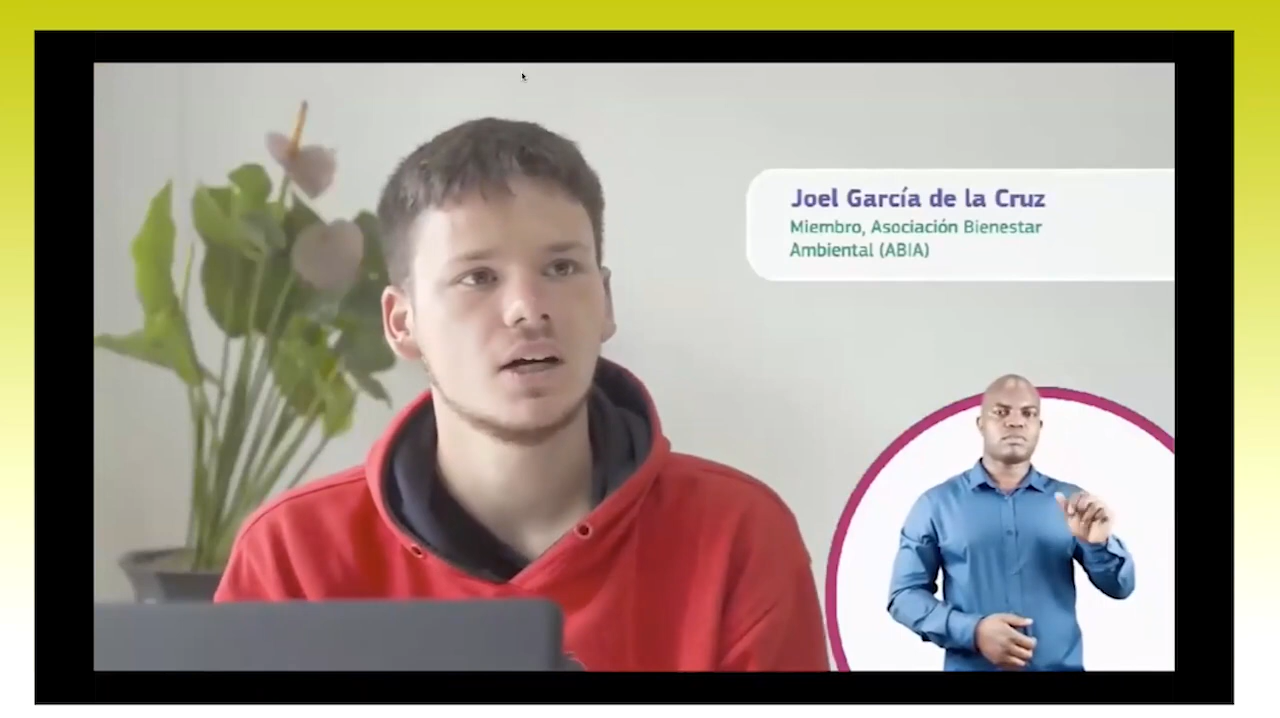 Joel García de la Cruz
Miembro, Asociación Bienestar
Ambiental (ABIA)